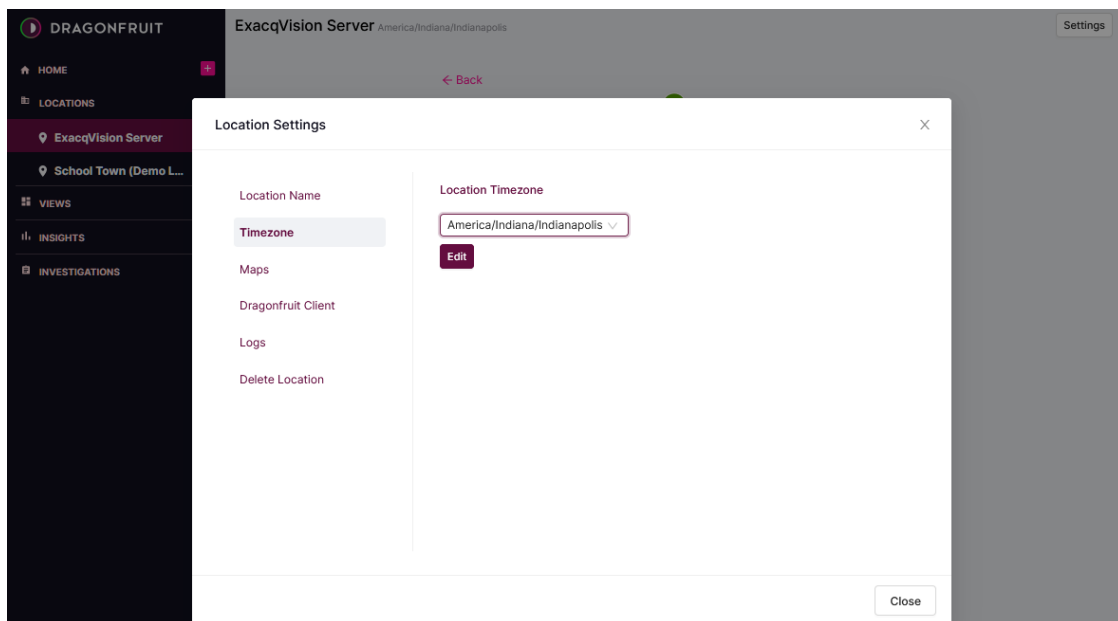 DRAGONFRUIT
ExacqVision Server America/Indiana/Indianapolis
Settings
HOME
+
← Back
LOCATIONS
ExacqVision Server
School Town (Demo L...
VIEWS
INSIGHTS
INVESTIGATIONS
Location Settings
Location Name
Timezone
Maps
Dragonfruit Client
Logs
Delete Location
Location Timezone
America/Indiana/Indianapolis
Edit
Close